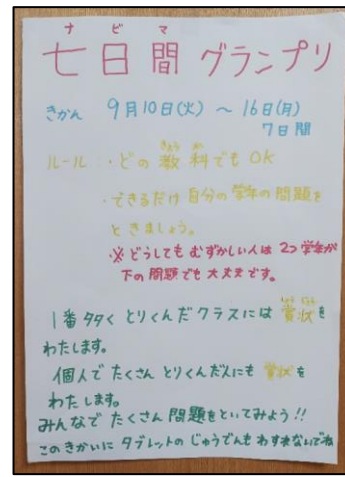 ナ ビ マ
七日間グランプリ
きかん 9月10日(火) ~ 16日(月)
7日間
ルール ・どの教科でもOK
・できるだけ自分の学年の問題を
ときましょう。
※どうしてもむずかしい人は2つ学年が
下の問題でも大丈夫です。
1番多くとりくんだクラスには賞状を
わたします。
個人でたくさんとりくんだ人にも賞状を
わたします。
みんなでたくさん問題をといてみよう!!
このきかいにタブレットのじゅうでんもわすれないでね